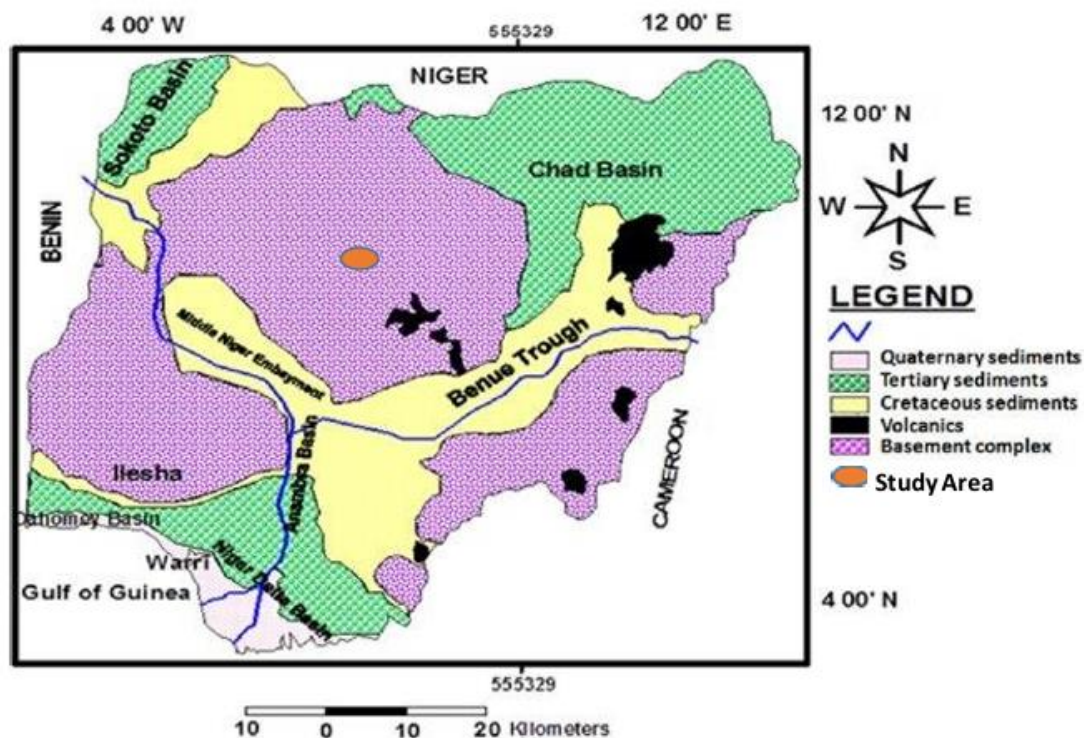 4 00' W
12 00' E
555329
NIGER
12 00' N
Sokoto Basin
Chad Basin
N
W
E
S
BENIN
LEGEND
Middle Niger Embayment
Benue Trough
Quaternary sediments
Tertiary sediments
Cretaceous sediments
Volcanics
Basement complex
Study Area
Ilesha
Anambra Basin
CAMEROON
Dahomey Basin
Warri
Niger Delta Basin
Gulf of Guinea
4 00' N
555329
10 0 10 20 Kilometers